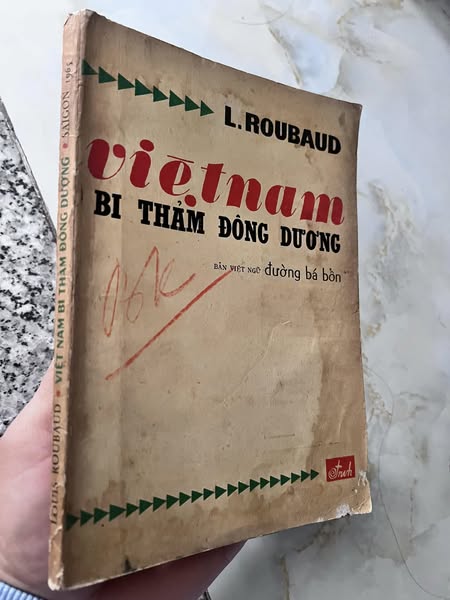 L. ROUBAUD
việtnam
BI THẢM ĐÔNG DƯƠNG
BẢN VIỆT NGỮ đường bá bổn
LOUIS ROUBAUD • VIỆT NAM BI THẢM ĐÔNG DƯƠNG • SAIGON 1965